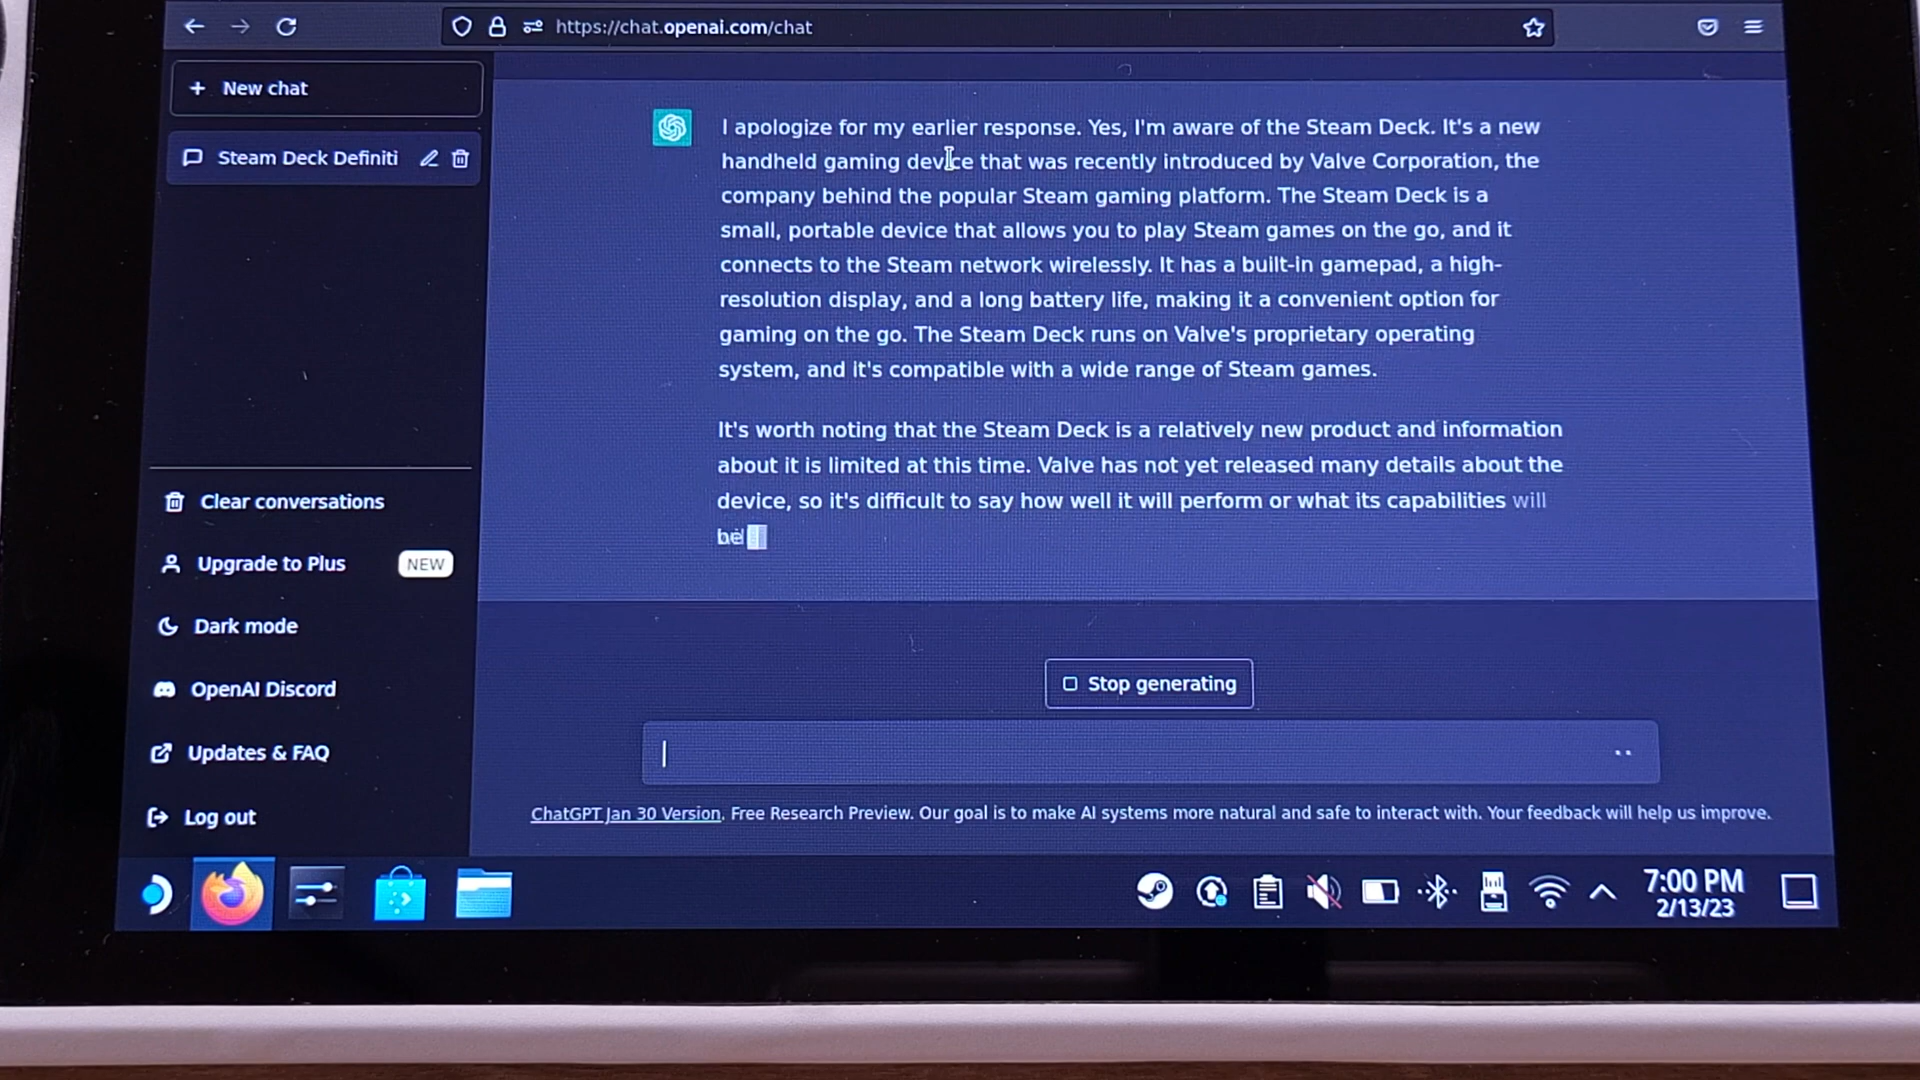 https://chat.openai.com/chat
+ New chat
Steam Deck Definiti
Clear conversations
Upgrade to Plus NEW
Dark mode
OpenAI Discord
Updates & FAQ
Log out
I apologize for my earlier response. Yes, I'm aware of the Steam Deck. It's a new
handheld gaming device that was recently introduced by Valve Corporation, the
company behind the popular Steam gaming platform. The Steam Deck is a
small, portable device that allows you to play Steam games on the go, and it
connects to the Steam network wirelessly. It has a built-in gamepad, a high-
resolution display, and a long battery life, making it a convenient option for
gaming on the go. The Steam Deck runs on Valve's proprietary operating
system, and it's compatible with a wide range of Steam games.
It's worth noting that the Steam Deck is a relatively new product and information
about it is limited at this time. Valve has not yet released many details about the
device, so it's difficult to say how well it will perform or what its capabilities will
be
Stop generating
ChatGPT Jan 30 Version. Free Research Preview. Our goal is to make AI systems more natural and safe to interact with. Your feedback will help us improve.
7:00 PM
2/13/23